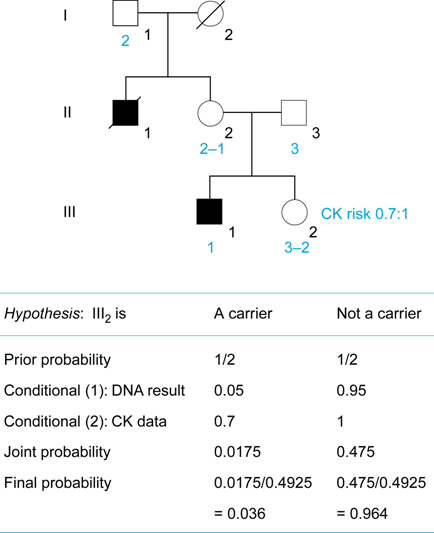 I
2
1
2
II
1
2
3
2–1
3
III
1
2
CK risk 0.7:1
1
3–2
Hypothesis: III2 is A carrier Not a carrier
Prior probability 1/2 1/2
Conditional (1): DNA result 0.05 0.95
Conditional (2): CK data 0.7 1
Joint probability 0.0175 0.475
Final probability 0.0175/0.4925 0.475/0.4925
= 0.036 = 0.964